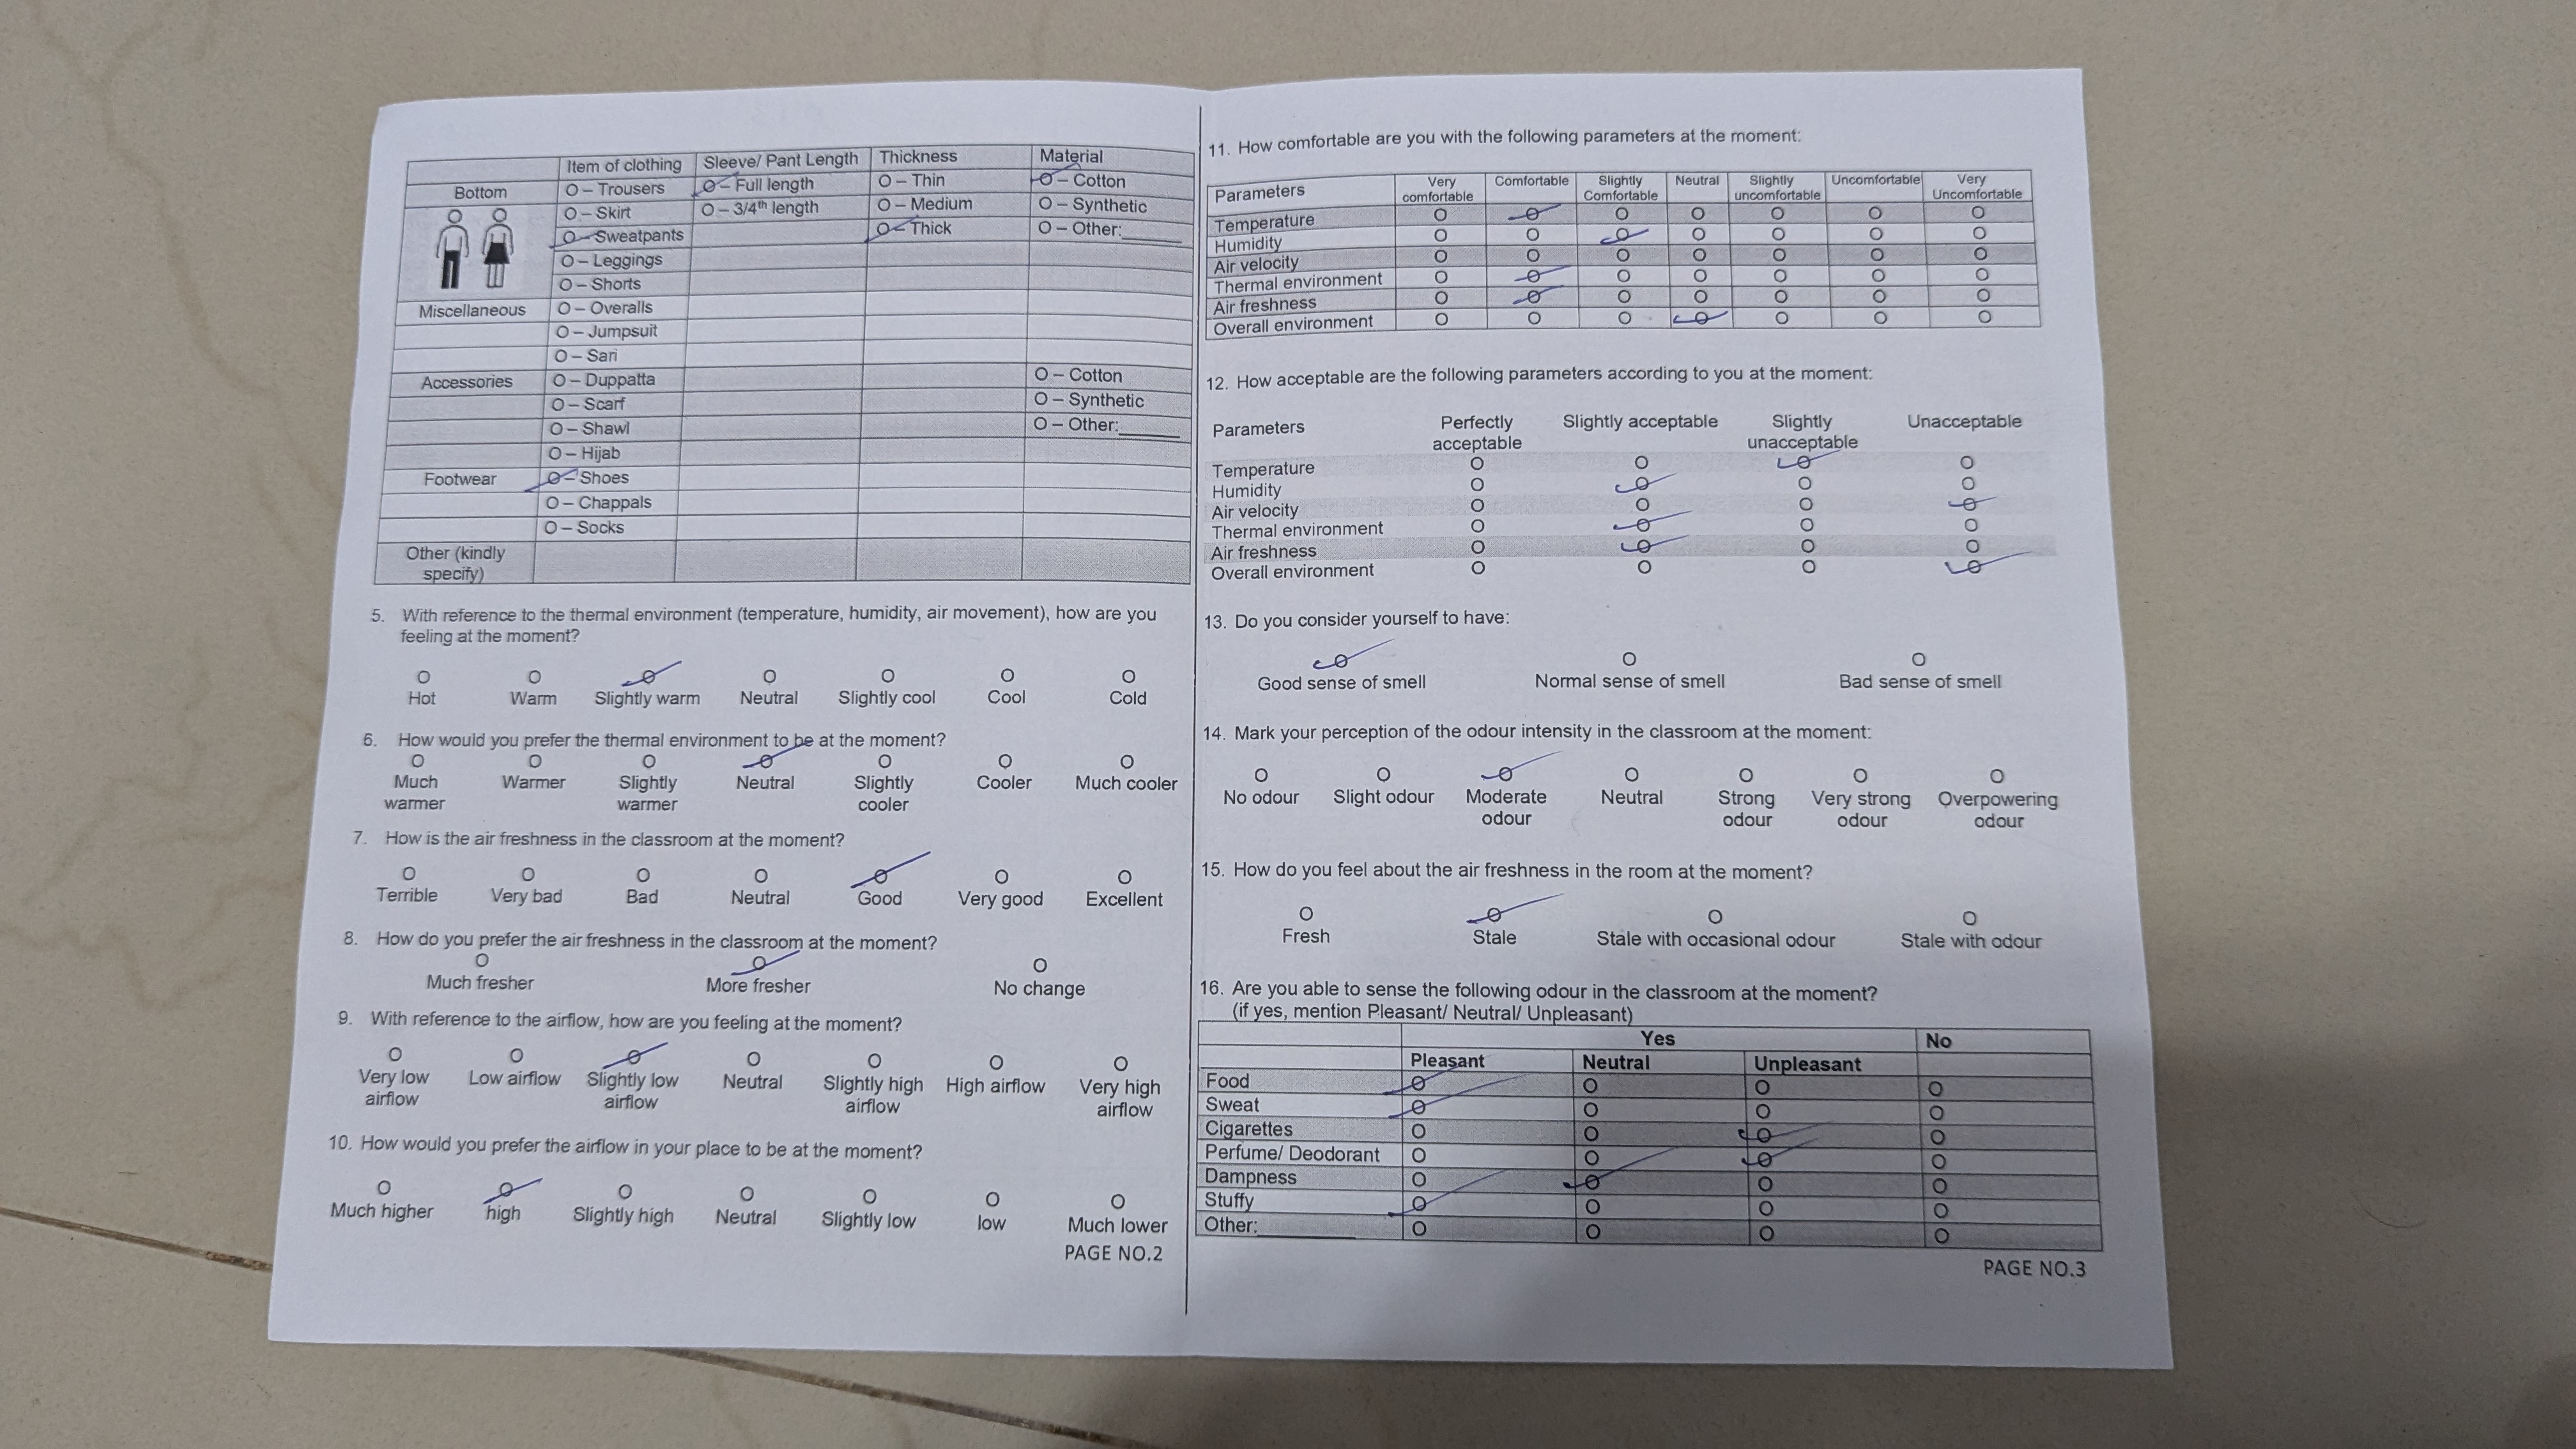 Item of clothing Sleeve/ Pant Length Thickness Material
Bottom O – Trousers O – Full length O – Thin O – Cotton
O – Skirt O – 3/4th length O – Medium O – Synthetic
O – Sweatpants O – Thick O – Other:______
O – Leggings
O – Shorts
Miscellaneous O – Overalls
O – Jumpsuit
O – Sari
Accessories O – Duppatta O – Cotton
O – Scarf O – Synthetic
O – Shawl O – Other:______
O – Hijab
Footwear O – Shoes
O – Chappals
O – Socks
Other (kindly
specify)
5. With reference to the thermal environment (temperature, humidity, air movement), how are you
feeling at the moment?
O O O O O O O
Hot Warm Slightly warm Neutral Slightly cool Cool Cold
6. How would you prefer the thermal environment to be at the moment?
O O O O O O O
Much Warmer Slightly Neutral Slightly Cooler Much cooler
warmer warmer cooler
7. How is the air freshness in the classroom at the moment?
O O O O O O O
Terrible Very bad Bad Neutral Good Very good Excellent
8. How do you prefer the air freshness in the classroom at the moment?
O O O
Much fresher More fresher No change
9. With reference to the airflow, how are you feeling at the moment?
O O O O O O O
Very low Low airflow Slightly low Neutral Slightly high High airflow Very high
airflow airflow airflow airflow
10. How would you prefer the airflow in your place to be at the moment?
O O O O O O O
Much higher high Slightly high Neutral Slightly low low Much lower
PAGE NO.2
11. How comfortable are you with the following parameters at the moment:
Parameters Very Comfortable Slightly Neutral Slightly Uncomfortable Very
comfortable Comfortable uncomfortable Uncomfortable
Temperature O O O O O O O
Humidity O O O O O O O
Air velocity O O O O O O O
Thermal environment O O O O O O O
Air freshness O O O O O O O
Overall environment O O O O O O O
12. How acceptable are the following parameters according to you at the moment:
Parameters Perfectly Slightly acceptable Slightly Unacceptable
acceptable unacceptable
Temperature O O O O
Humidity O O O O
Air velocity O O O O
Thermal environment O O O O
Air freshness O O O O
Overall environment O O O O
13. Do you consider yourself to have:
O O O
Good sense of smell Normal sense of smell Bad sense of smell
14. Mark your perception of the odour intensity in the classroom at the moment:
O O O O O O O
No odour Slight odour Moderate Neutral Strong Very strong Overpowering
odour odour odour odour
15. How do you feel about the air freshness in the room at the moment?
O O O O
Fresh Stale Stale with occasional odour Stale with odour
16. Are you able to sense the following odour in the classroom at the moment?
(if yes, mention Pleasant/ Neutral/ Unpleasant)
Yes No
Pleasant Neutral Unpleasant
Food O O O O
Sweat O O O O
Cigarettes O O O O
Perfume/ Deodorant O O O O
Dampness O O O O
Stuffy O O O O
Other:__________ O O O O
PAGE NO.3